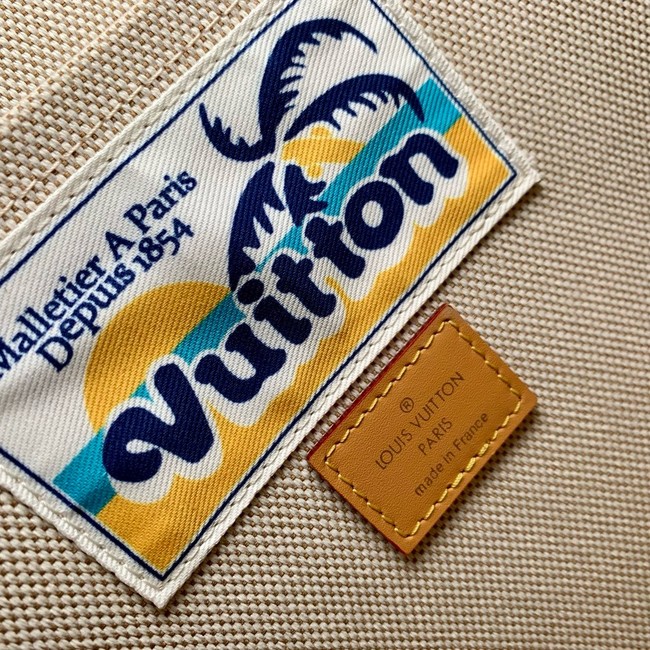 Malletier A Paris
Depuis 1854
Vuitton
®
LOUIS VUITTON
PARIS
made in France